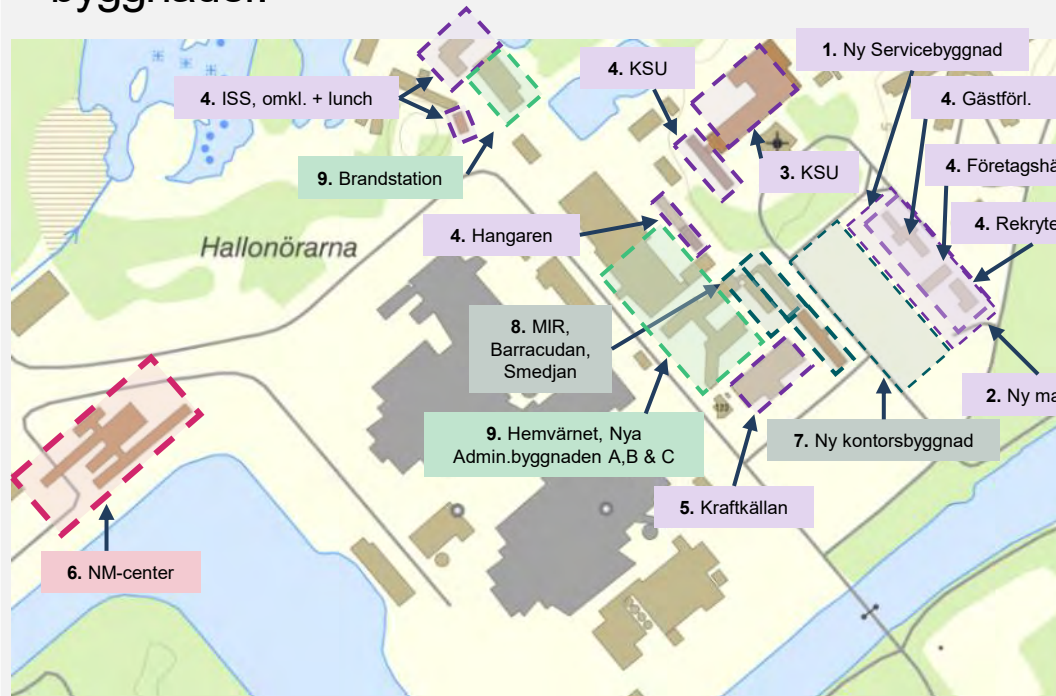 byggnader.
1. Ny Servicebyggnad
4. KSU
4. ISS, omkl. + lunch
4. Gästförl.
9. Brandstation
3. KSU
4. Företagshä
4. Rekryte
4. Hangaren
Hallonörarna
8. MIR,
Barracudan,
Smedjan
2. Ny ma
9. Hemvärnet, Nya
Admin.byggnaden A,B & C
7. Ny kontorsbyggnad
5. Kraftkällan
6. NM-center